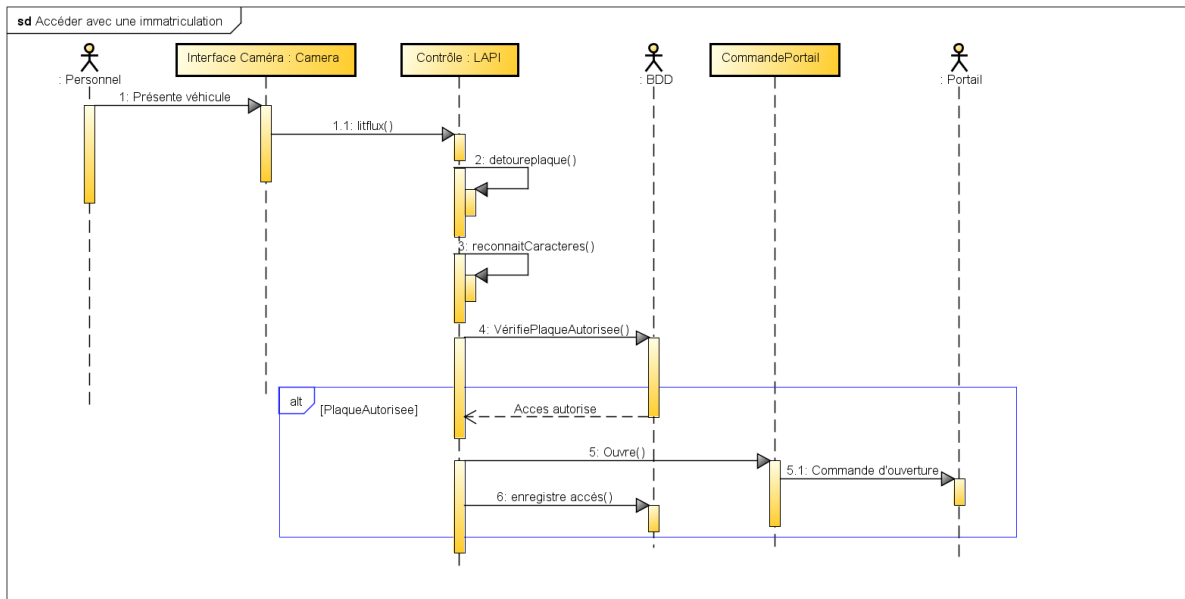 sd Accéder avec une immatriculation
: Personnel
Interface Caméra : Camera
Contrôle : LAPI
: BDD
CommandePortail
: Portail
1: Présente véhicule
1.1: litflux()
2: detoureplaque()
3: reconnaitCaracteres()
4: VérifiePlaqueAutorisee()
alt
[PlaqueAutorisee]
Acces autorise
5: Ouvre()
5.1: Commande d'ouverture
6: enregistre accés()